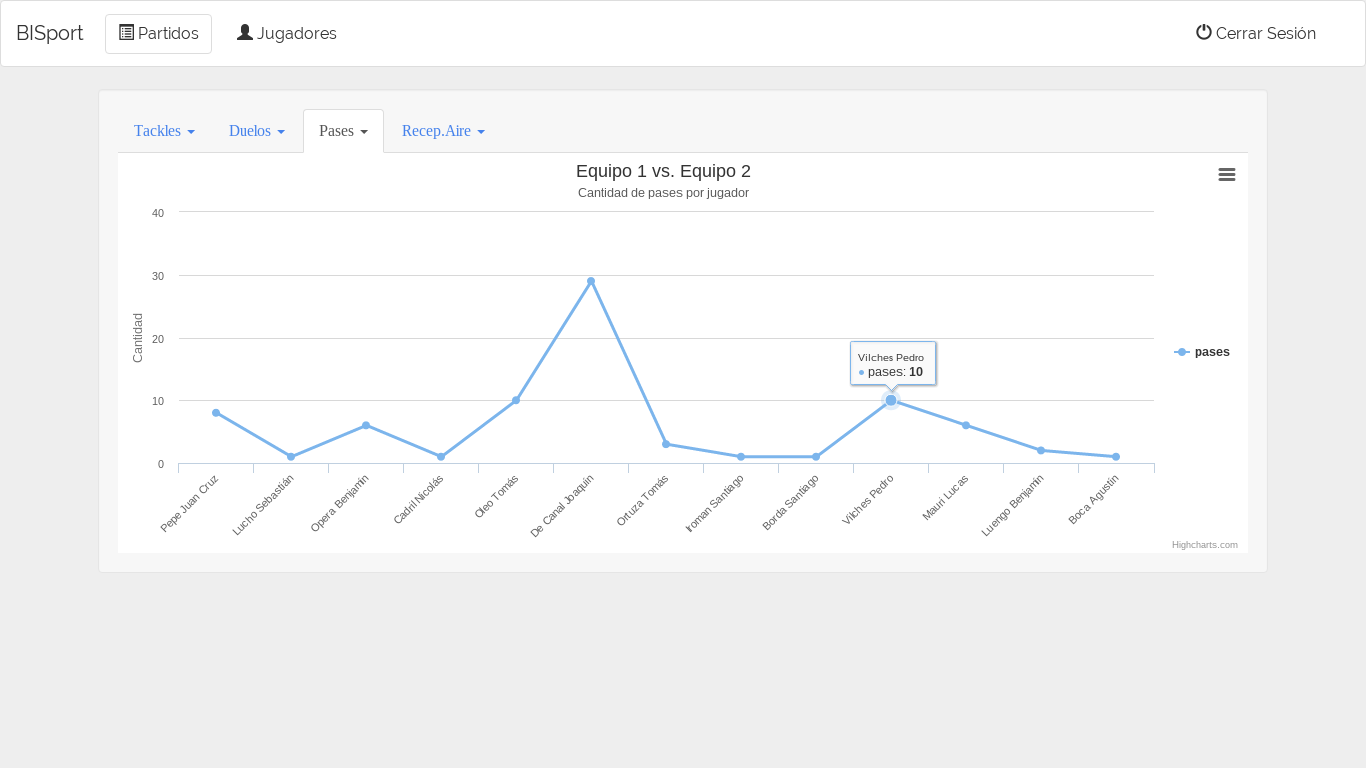 BISport Partidos Jugadores Cerrar Sesión
Tackles Duelos Pases Recep.Aire
Equipo 1 vs. Equipo 2
Cantidad de pases por jugador
Cantidad
40
30
20
10
0
Vilches Pedro
pases: 10
pases
Pepe Juan Cruz
Lucho Sebastián
Opera Benjamín
Cadril Nicolás
Oleo Tomás
De Canal Joaquín
Ortuza Tomás
Iroman Santiago
Borda Santiago
Vilches Pedro
Mauri Lucas
Luengo Benjamín
Boca Agustín
Highcharts.com